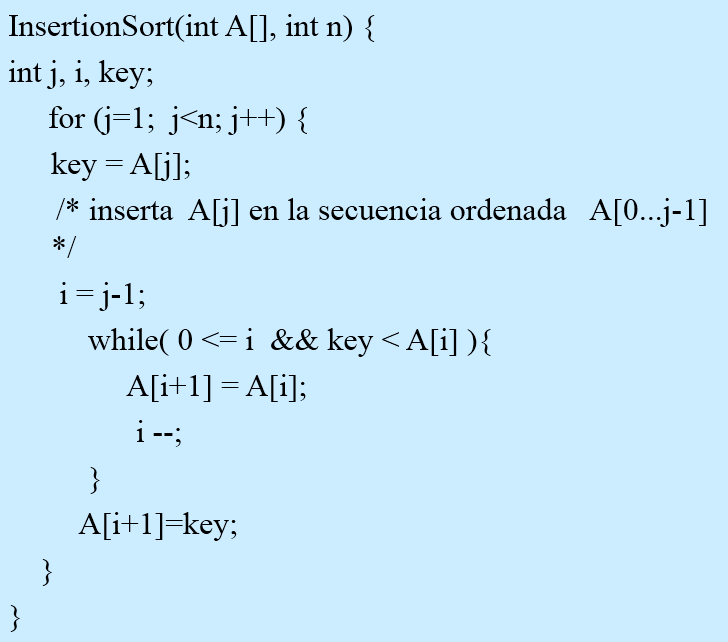 InsertionSort(int A[], int n) {
int j, i, key;
for (j=1; j<n; j++) {
key = A[j];
/* inserta A[j] en la secuencia ordenada A[0...j-1]
*/
i = j-1;
while( 0 <= i && key < A[i] ){
A[i+1] = A[i];
i --;
}
A[i+1]=key;
}
}